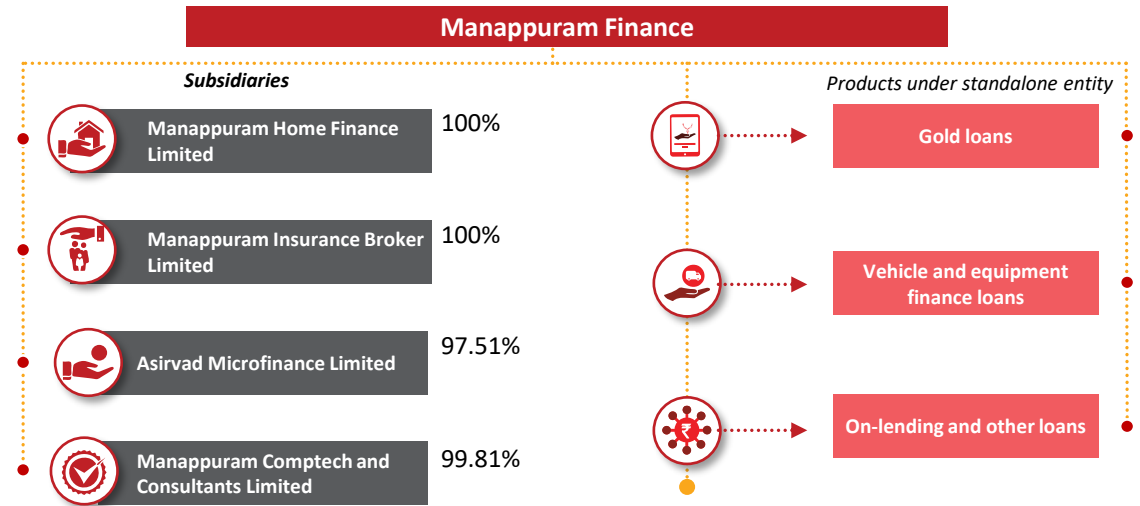 Manappuram Finance
Subsidiaries
Manappuram Home Finance
Limited
100%
Manappuram Insurance Broker
Limited
100%
Asirvad Microfinance Limited
97.51%
Manappuram Comptech and
Consultants Limited
99.81%
Products under standalone entity
Gold loans
Vehicle and equipment
finance loans
₹
On-lending and other loans